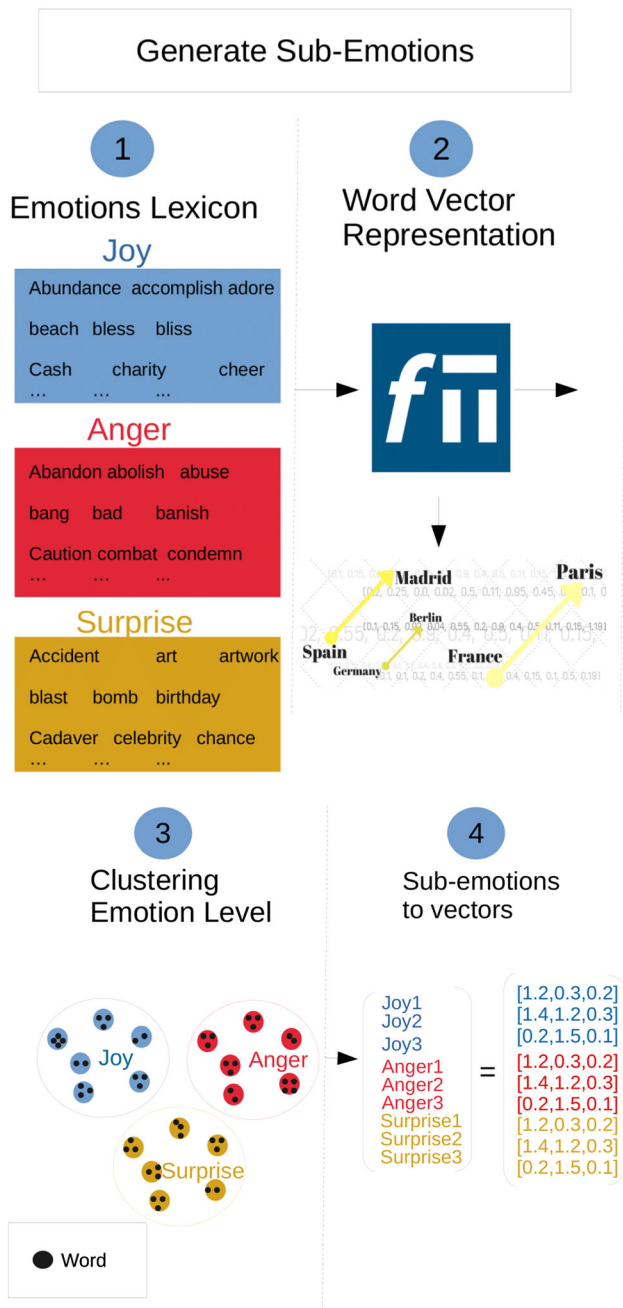 Generate Sub-Emotions
1
Emotions Lexicon
Joy
Abundance accomplish adore
beach bless bliss
Cash charity cheer
... ... ...
Anger
Abandon abolish abuse
bang bad banish
Caution combat condemn
... ... ...
Surprise
Accident art artwork
blast bomb birthday
Cadaver celebrity chance
... ... ...
2
Word Vector
Representation
Madrid
Paris
Berlin
Spain
Germany
France
3
Clustering
Emotion Level
Joy
Anger
Surprise
Word
4
Sub-emotions
to vectors
Joy1
Joy2
Joy3
Anger1
Anger2
Anger3
Surprise1
Surprise2
Surprise3
=
[1.2,0.3,0.2]
[1.4,1.2,0.3]
[0.2,1.5,0.1]
[1.2,0.3,0.2]
[1.4,1.2,0.3]
[0.2,1.5,0.1]
[1.2,0.3,0.2]
[1.4,1.2,0.3]
[0.2,1.5,0.1]